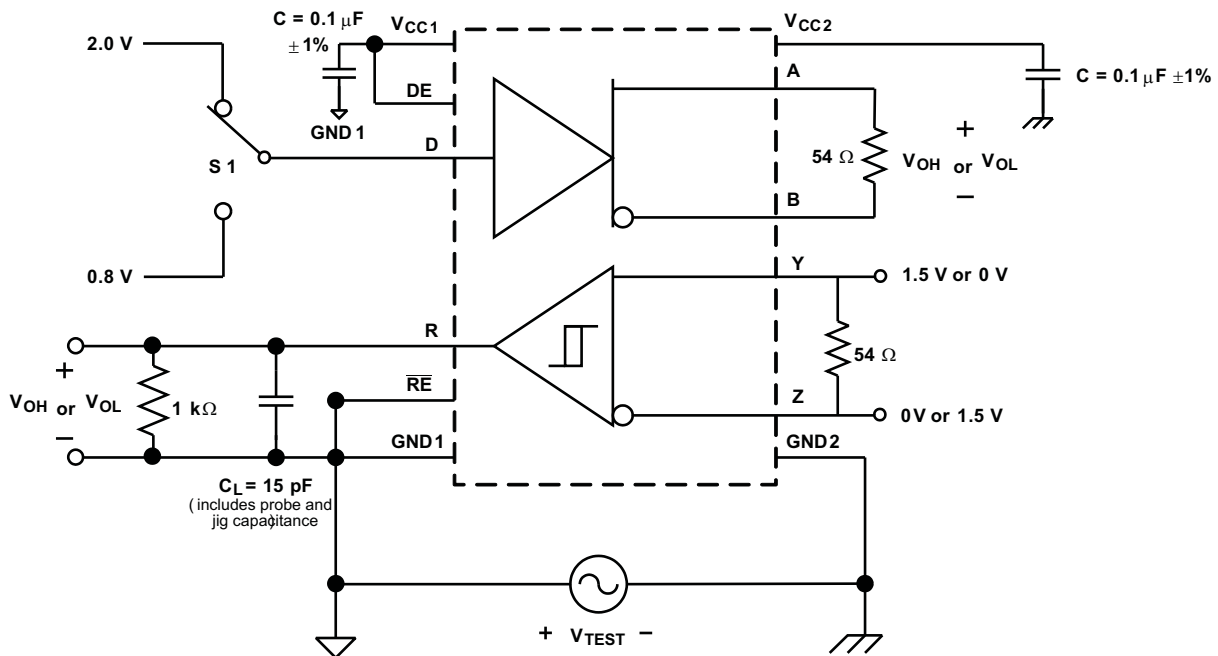 C = 0.1 μF
± 1%
VCC1
VCC2
2.0 V
A
C = 0.1 μF ±1%
DE
GND 1
+
D
54 Ω
VOH or VOL
S 1
B
−
0.8 V
Y
1.5 V or 0 V
R
54 Ω
+
RE
VOH or VOL
1 kΩ
Z
0V or 1.5 V
−
GND1
GND2
CL = 15 pF
( includes probe and
jig capacitance)
+ VTEST −